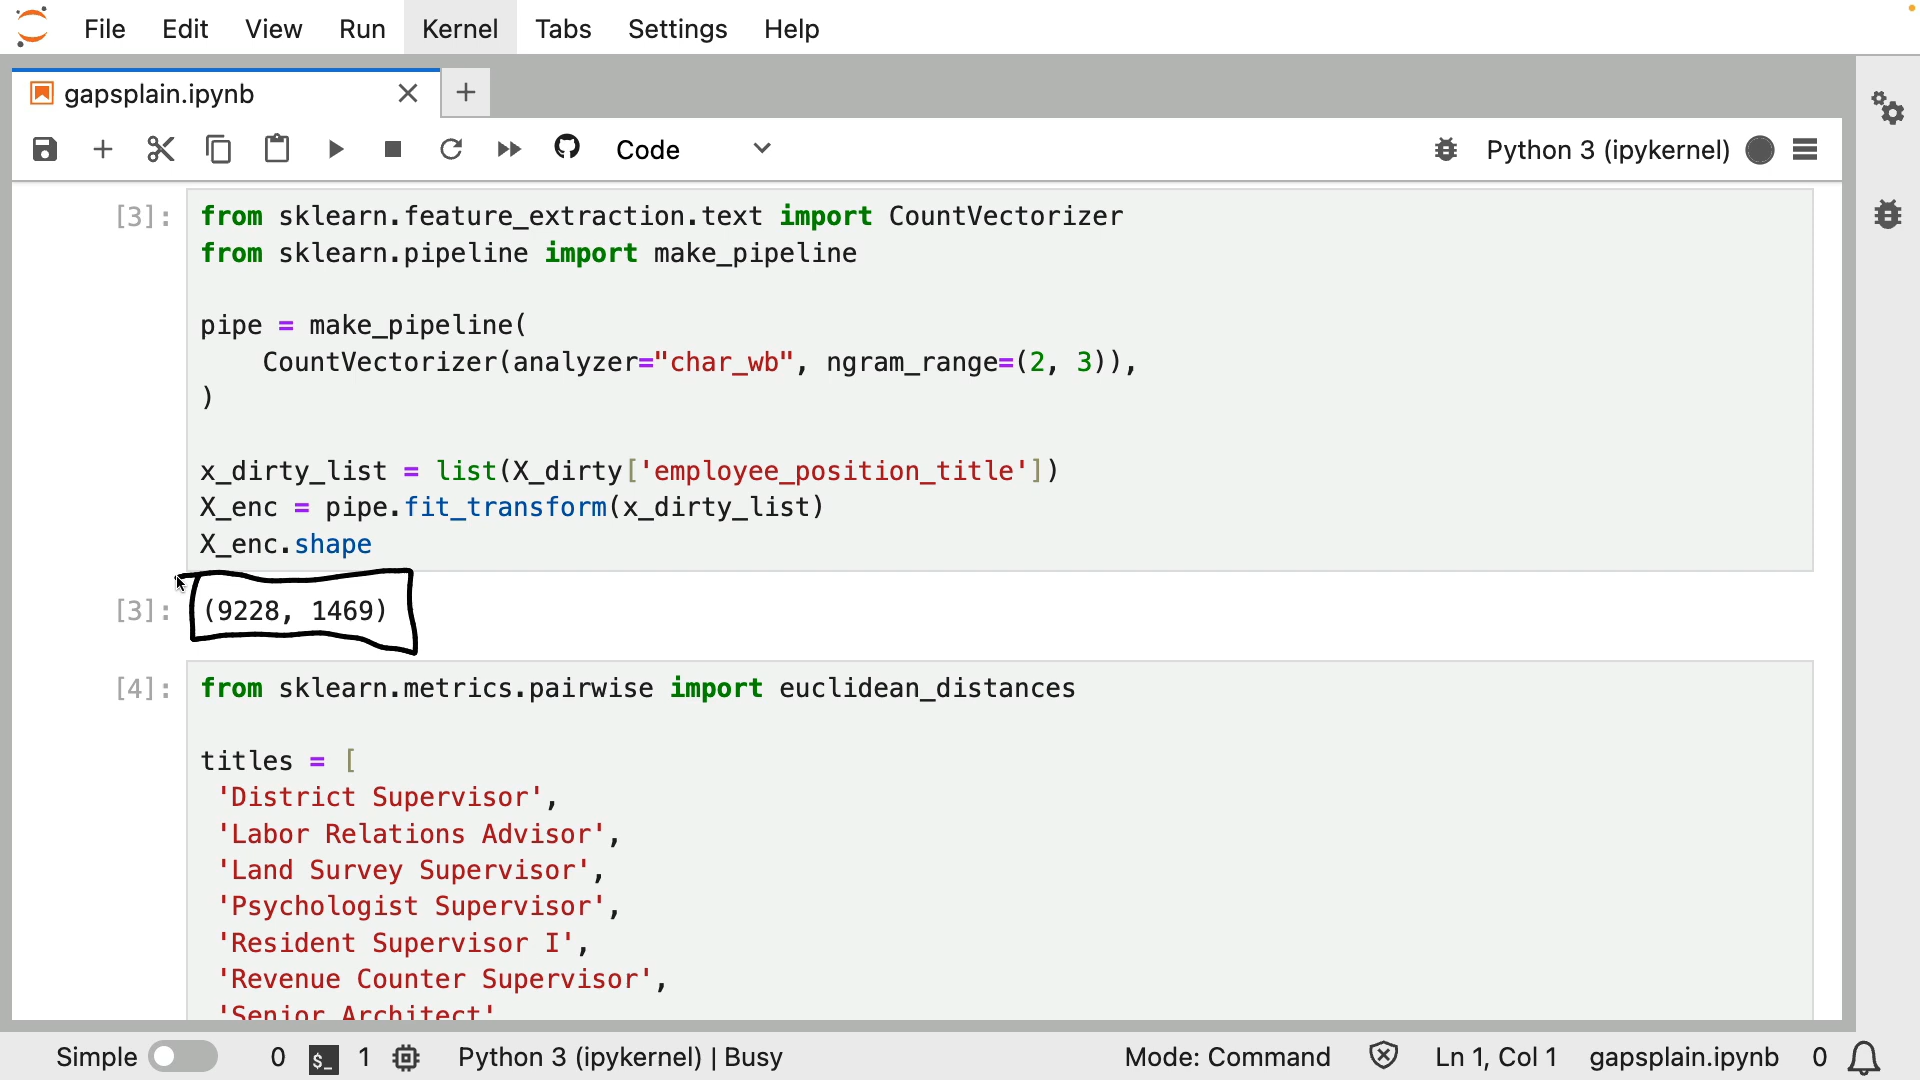 File Edit View Run Kernel Tabs Settings Help
gapsplain.ipynb
Code
Python 3 (ipykernel)
[3]: from sklearn.feature_extraction.text import CountVectorizer
from sklearn.pipeline import make_pipeline
pipe = make_pipeline(
CountVectorizer(analyzer="char_wb", ngram_range=(2, 3)),
)
x_dirty_list = list(X_dirty['employee_position_title'])
X_enc = pipe.fit_transform(x_dirty_list)
X_enc.shape
[3]: (9228, 1469)
[4]: from sklearn.metrics.pairwise import euclidean_distances
titles = [
'District Supervisor',
'Labor Relations Advisor',
'Land Survey Supervisor',
'Psychologist Supervisor',
'Resident Supervisor I',
'Revenue Counter Supervisor',
'Senior Architect'
Simple 0 $_ 1 Python 3 (ipykernel) | Busy Mode: Command Ln 1, Col 1 gapsplain.ipynb 0